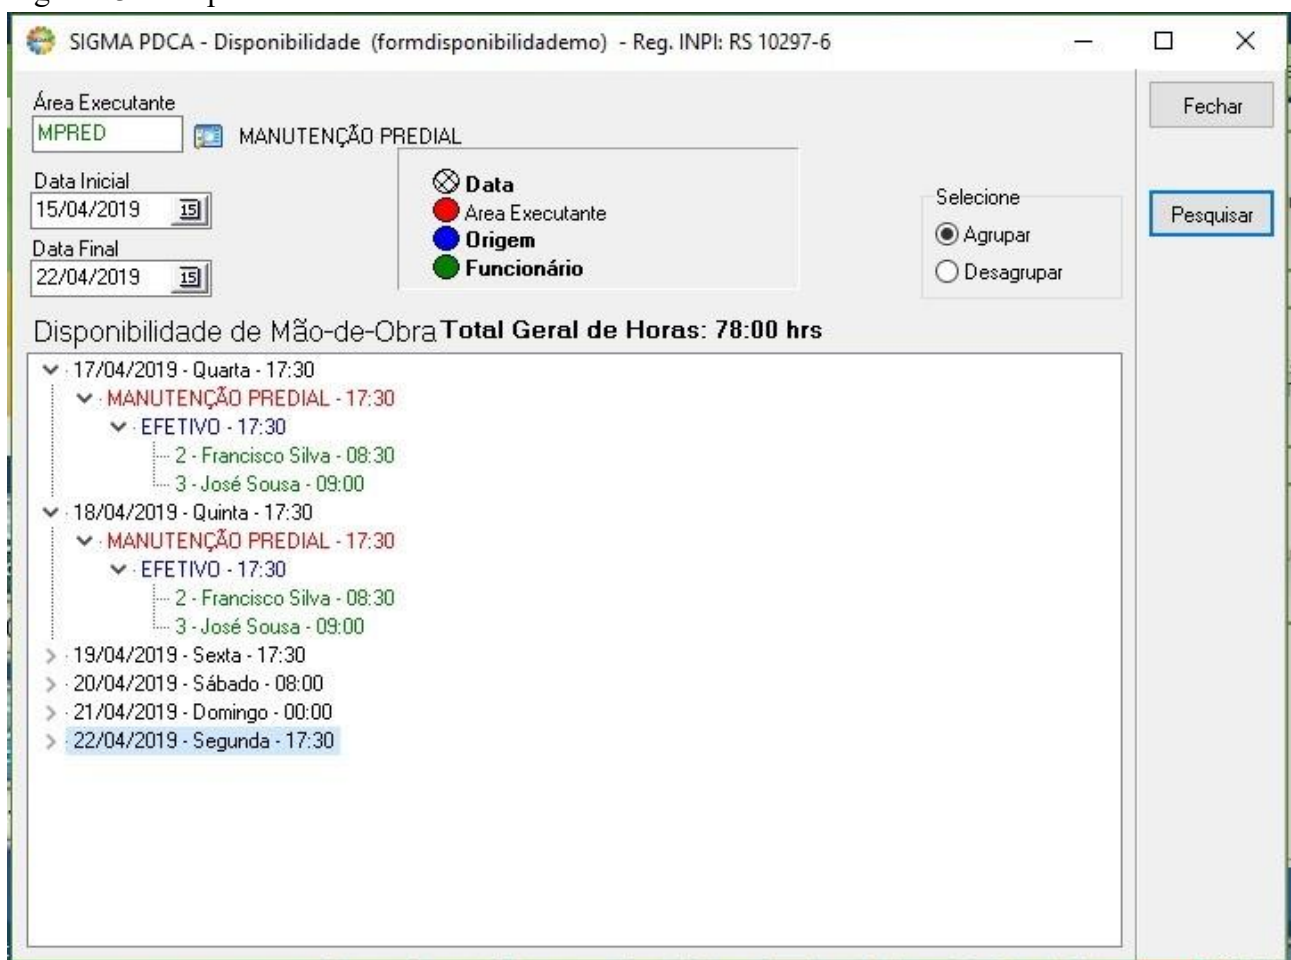 SIGMA PDCA - Disponibilidade (formdisponibilidademo) - Reg. INPI: RS 10297-6
Área Executante
MPRED MANUTENÇÃO PREDIAL
Fechar
Data Inicial
15/04/2019 15
Data Final
22/04/2019 15
Data
Area Executante
Origem
Funcionário
Selecione
Agrupar
Desagrupar
Pesquisar
Disponibilidade de Mão-de-Obra Total Geral de Horas: 78:00 hrs
17/04/2019 - Quarta - 17:30
MANUTENÇÃO PREDIAL - 17:30
EFETIVO - 17:30
2 - Francisco Silva - 08:30
3 - José Sousa - 09:00
18/04/2019 - Quinta - 17:30
MANUTENÇÃO PREDIAL - 17:30
EFETIVO - 17:30
2 - Francisco Silva - 08:30
3 - José Sousa - 09:00
19/04/2019 - Sexta - 17:30
20/04/2019 - Sábado - 08:00
21/04/2019 - Domingo - 00:00
22/04/2019 - Segunda - 17:30